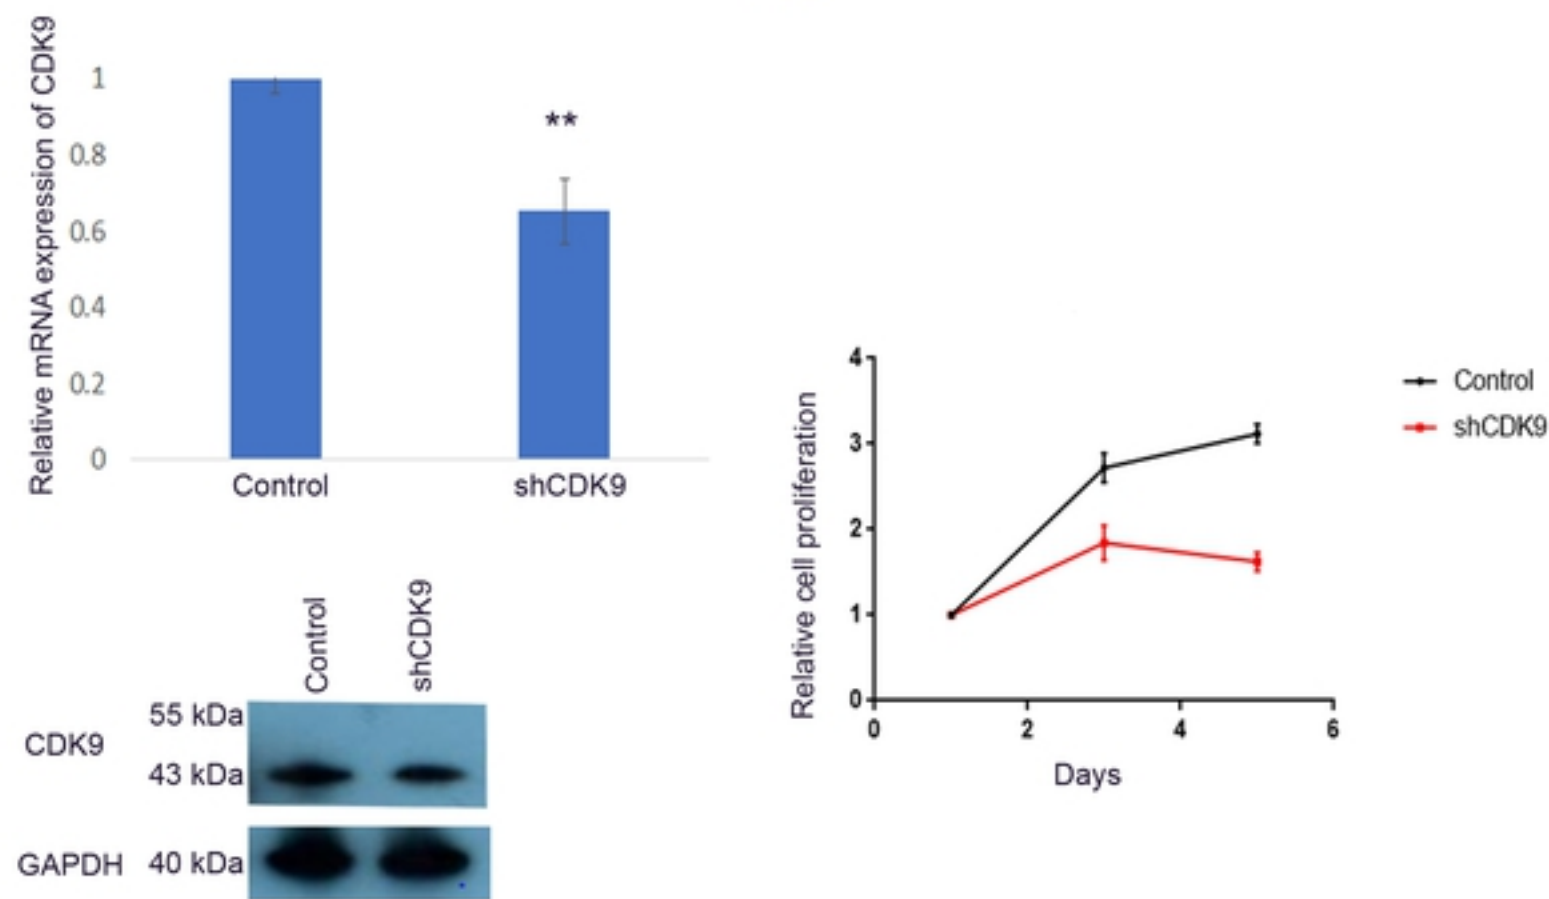 Relative mRNA expression of CDK9
1
0.8
0.6
0.4
0.2
0
**
Control
shCDK9
Control
shCDK9
CDK9
55 kDa
43 kDa
GAPDH
40 kDa
Relative cell proliferation
4
3
2
1
0
0
2
4
6
Days
Control
shCDK9